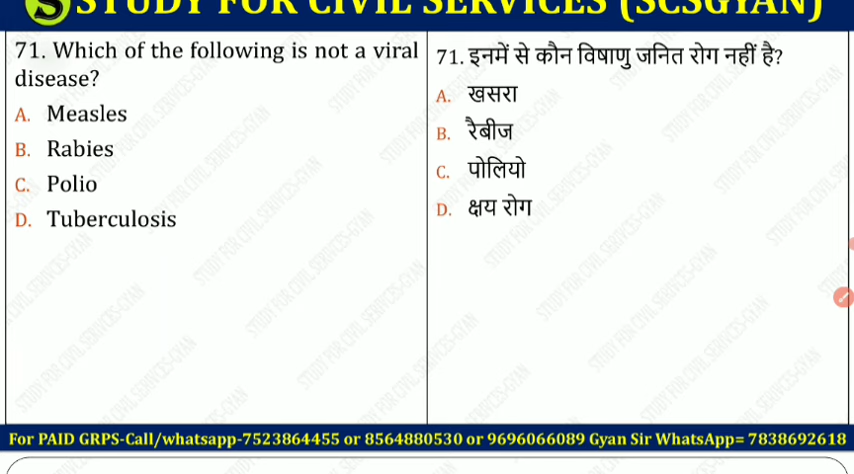 STUDY FOR CIVIL SERVICES (SCSGYAN)
71. Which of the following is not a viral
disease?
A. Measles
B. Rabies
C. Polio
D. Tuberculosis
71. इनमें से कौन विषाणु जनित रोग नहीं है?
A. खसरा
B. रैबीज
C. पोलियो
D. क्षय रोग
For PAID GRPS-Call/whatsapp-7523864455 or 8564880530 or 9696066089 Gyan Sir WhatsApp= 7838692618